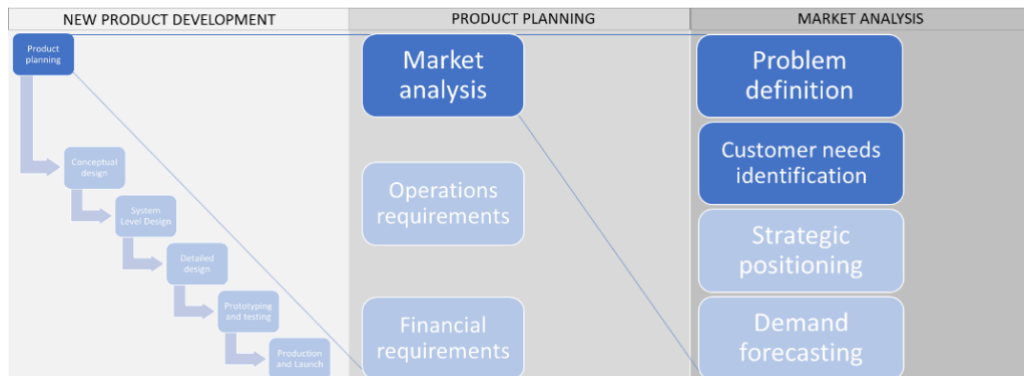 NEW PRODUCT DEVELOPMENT
Product
planning
Conceptual
design
System
Level Design
Detailed
design
Prototyping
and testing
Production
and Launch
PRODUCT PLANNING
Market
analysis
Operations
requirements
Financial
requirements
MARKET ANALYSIS
Problem
definition
Customer needs
identification
Strategic
positioning
Demand
forecasting